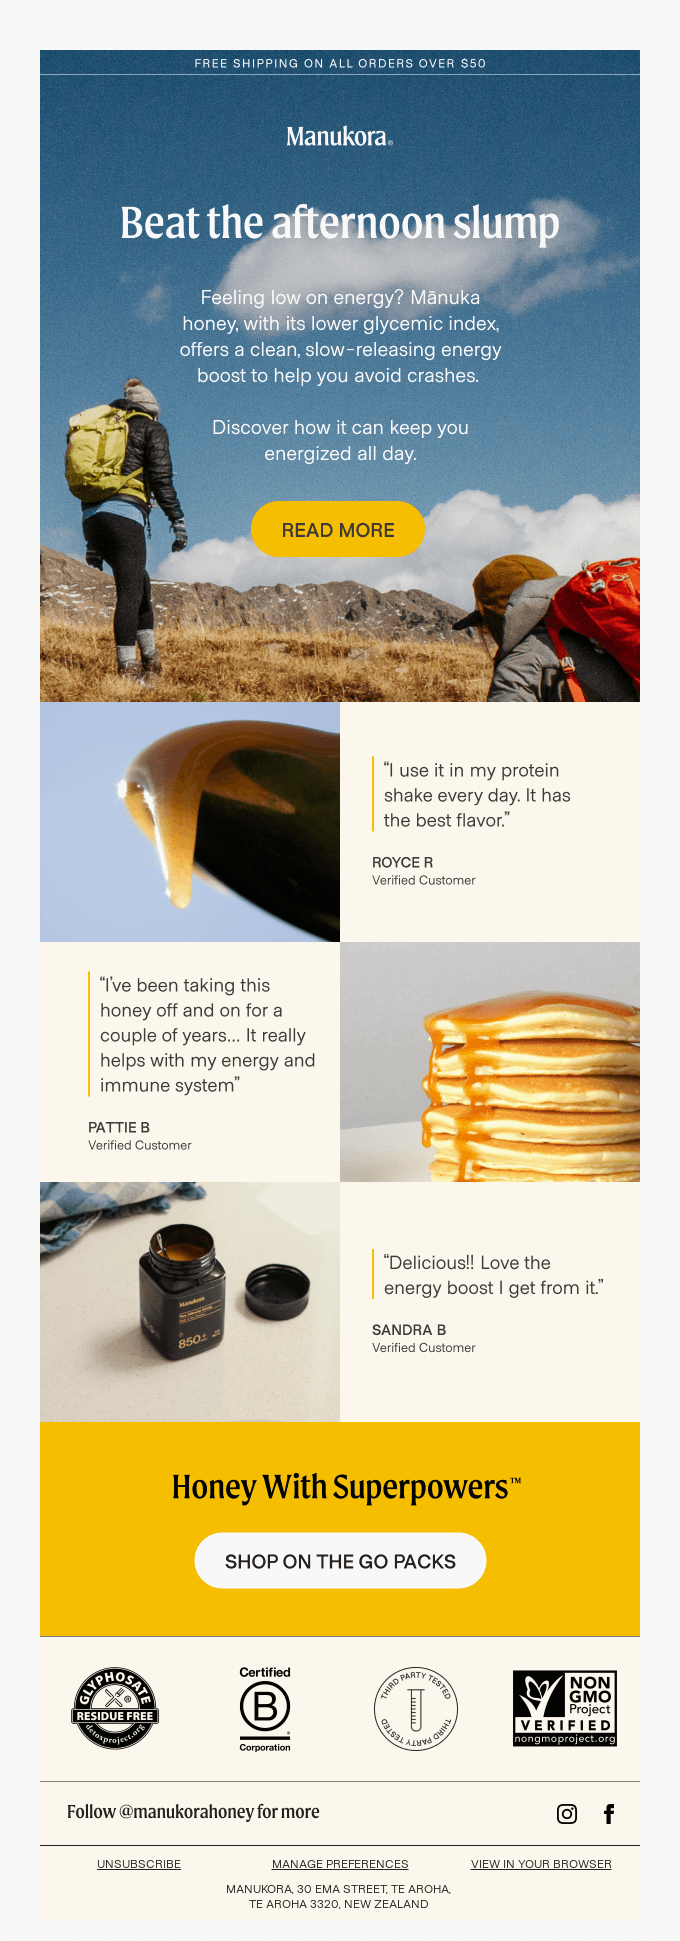 FREE SHIPPING ON ALL ORDERS OVER $50
Manukora®
Beat the afternoon slump
Feeling low on energy? Mānuka
honey, with its lower glycemic index,
offers a clean, slow-releasing energy
boost to help you avoid crashes.
Discover how it can keep you
energized all day.
READ MORE
“I use it in my protein
shake every day. It has
the best flavor.”
ROYCE R
Verified Customer
“I’ve been taking this
honey off and on for a
couple of years... It really
helps with my energy and
immune system”
PATTIE B
Verified Customer
Manukora
850+
“Delicious!! Love the
energy boost I get from it.”
SANDRA B
Verified Customer
Honey With Superpowers™
SHOP ON THE GO PACKS
GLYPHOSATE
RESIDUE FREE
detoxproject.org
Certified
B
®
Corporation
THIRD PARTY TESTED
THIRD PARTY TESTED
NON
GMO
Project
VERIFIED
nongmoproject.org
Follow @manukorahoney for more
UNSUBSCRIBE
MANAGE PREFERENCES
VIEW IN YOUR BROWSER
MANUKORA, 30 EMA STREET, TE AROHA,
TE AROHA 3320, NEW ZEALAND